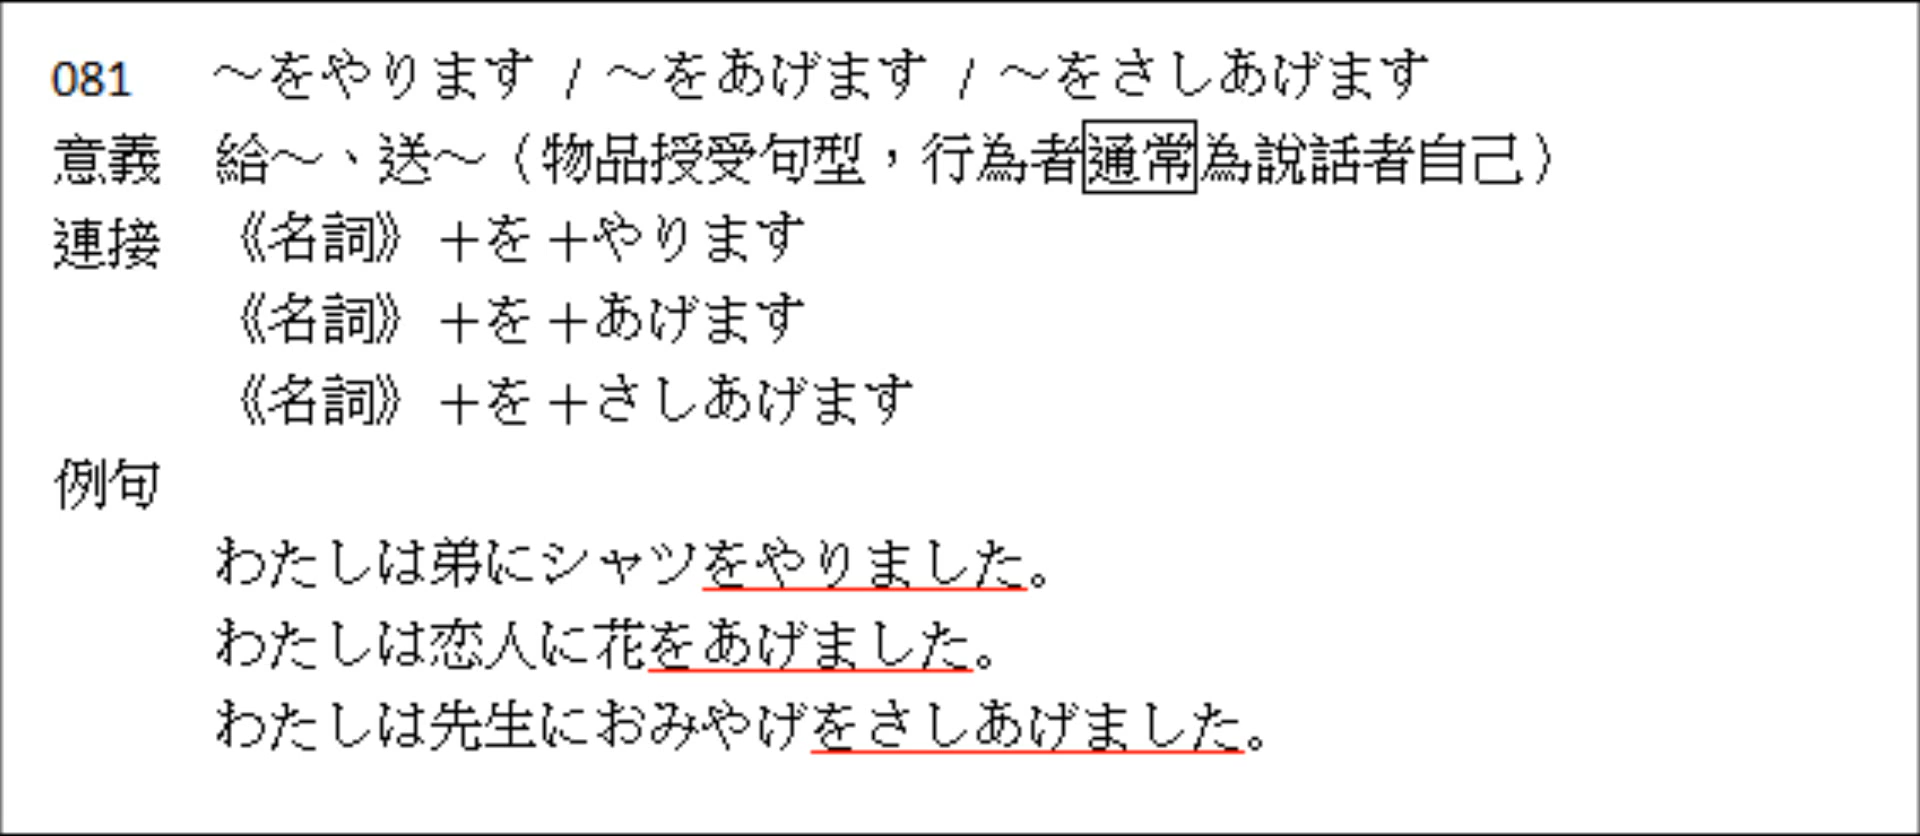 081 ～をやります / ～をあげます / ～をさしあげます
意義 給～、送～（物品授受句型，行為者通常為說話者自己）
連接 《名詞》＋を＋やります
《名詞》＋を＋あげます
《名詞》＋を＋さしあげます
例句
わたしは弟にシャツをやりました。
わたしは恋人に花をあげました。
わたしは先生におみやげをさしあげました。